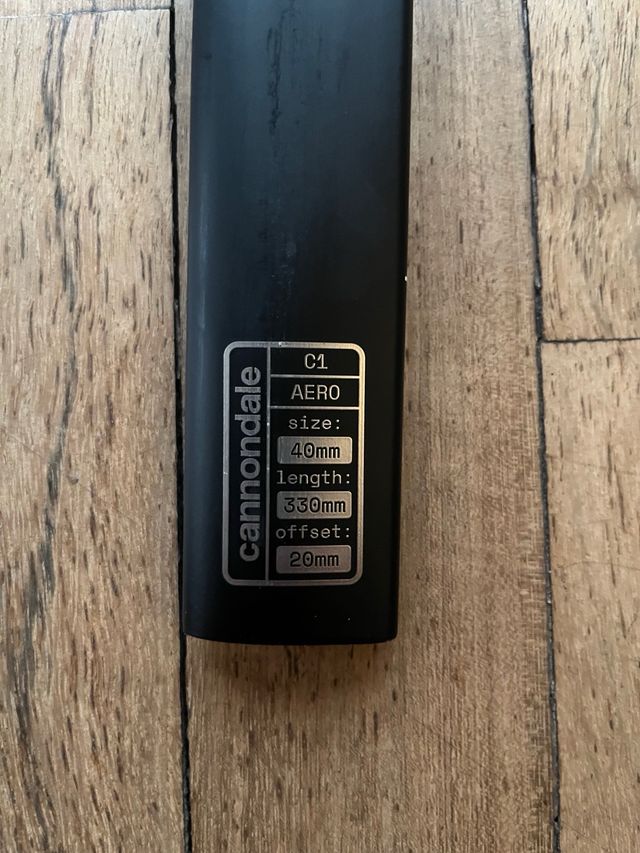 cannondale
C1
AERO
size:
40mm
length:
330mm
offset:
20mm